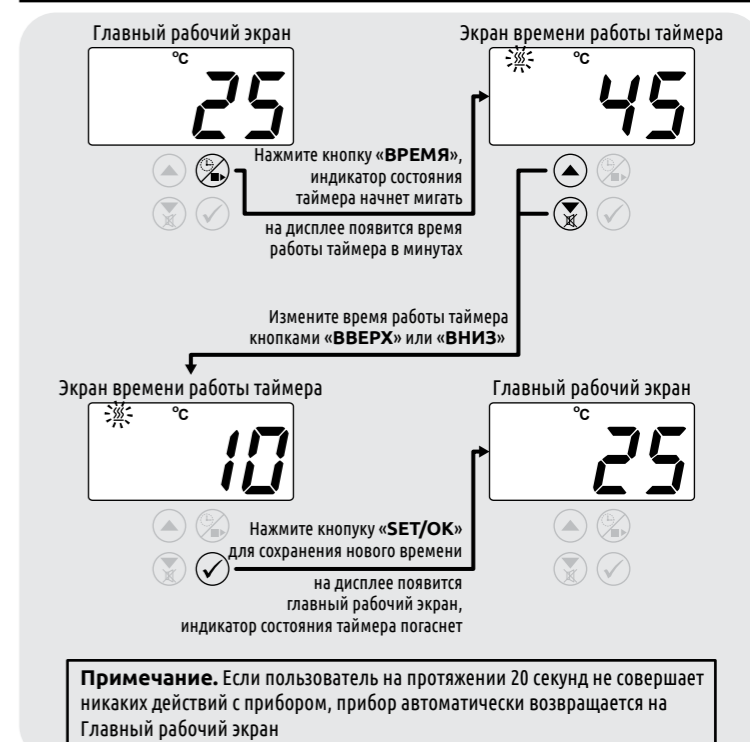 Главный рабочий экран
Экран времени работы таймера
°C
25
°C
45
Нажмите кнопку «ВРЕМЯ»,
индикатор состояния
таймера начнет мигать
на дисплее появится время
работы таймера в минутах
Измените время работы таймера
кнопками «ВВЕРХ» или «ВНИЗ»
Экран времени работы таймера
Главный рабочий экран
°C
10
°C
25
Нажмите кнопуку «SET/OK»
для сохранения нового времени
на дисплее появится
главный рабочий экран,
индикатор состояния таймера погаснет
Примечание. Если пользователь на протяжении 20 секунд не совершает
никаких действий с прибором, прибор автоматически возвращается на
Главный рабочий экран